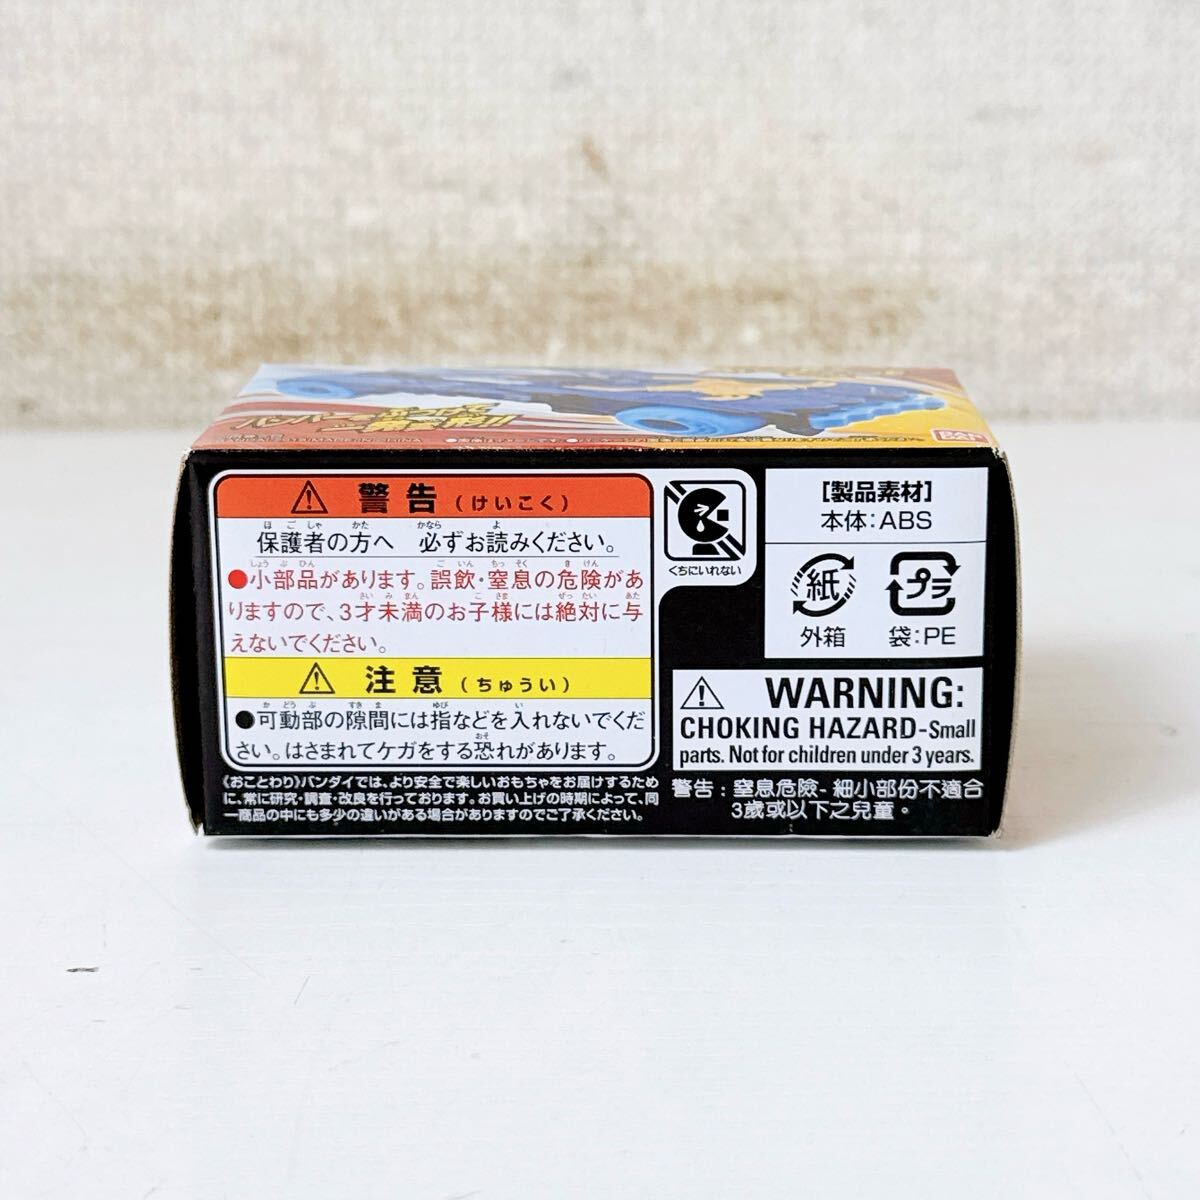 BAN
警告（けいこく）
保護者の方へ 必ずお読みください。
●小部品があります。誤飲・窒息の危険があ
りますので、3才未満のお子様には絶対に与
えないでください。
注意（ちゅうい）
●可動部の隙間には指などを入れないでくだ
さい。はさまれてケガをする恐れがあります。
《おことわり》バンダイでは、より安全で楽しいおもちゃをお届けするため
に、常に研究・調査・改良を行っております。お買い上げの時期によって、同
一商品の中にも多少の違いがある場合がありますのでご了承ください。
くちにいれない
[製品素材]
本体：ABS
紙
外箱
プラ
袋：PE
WARNING:
CHOKING HAZARD-Small
parts. Not for children under 3 years.
警告：窒息危險-細小部份不適合
3歲或以下之兒童。